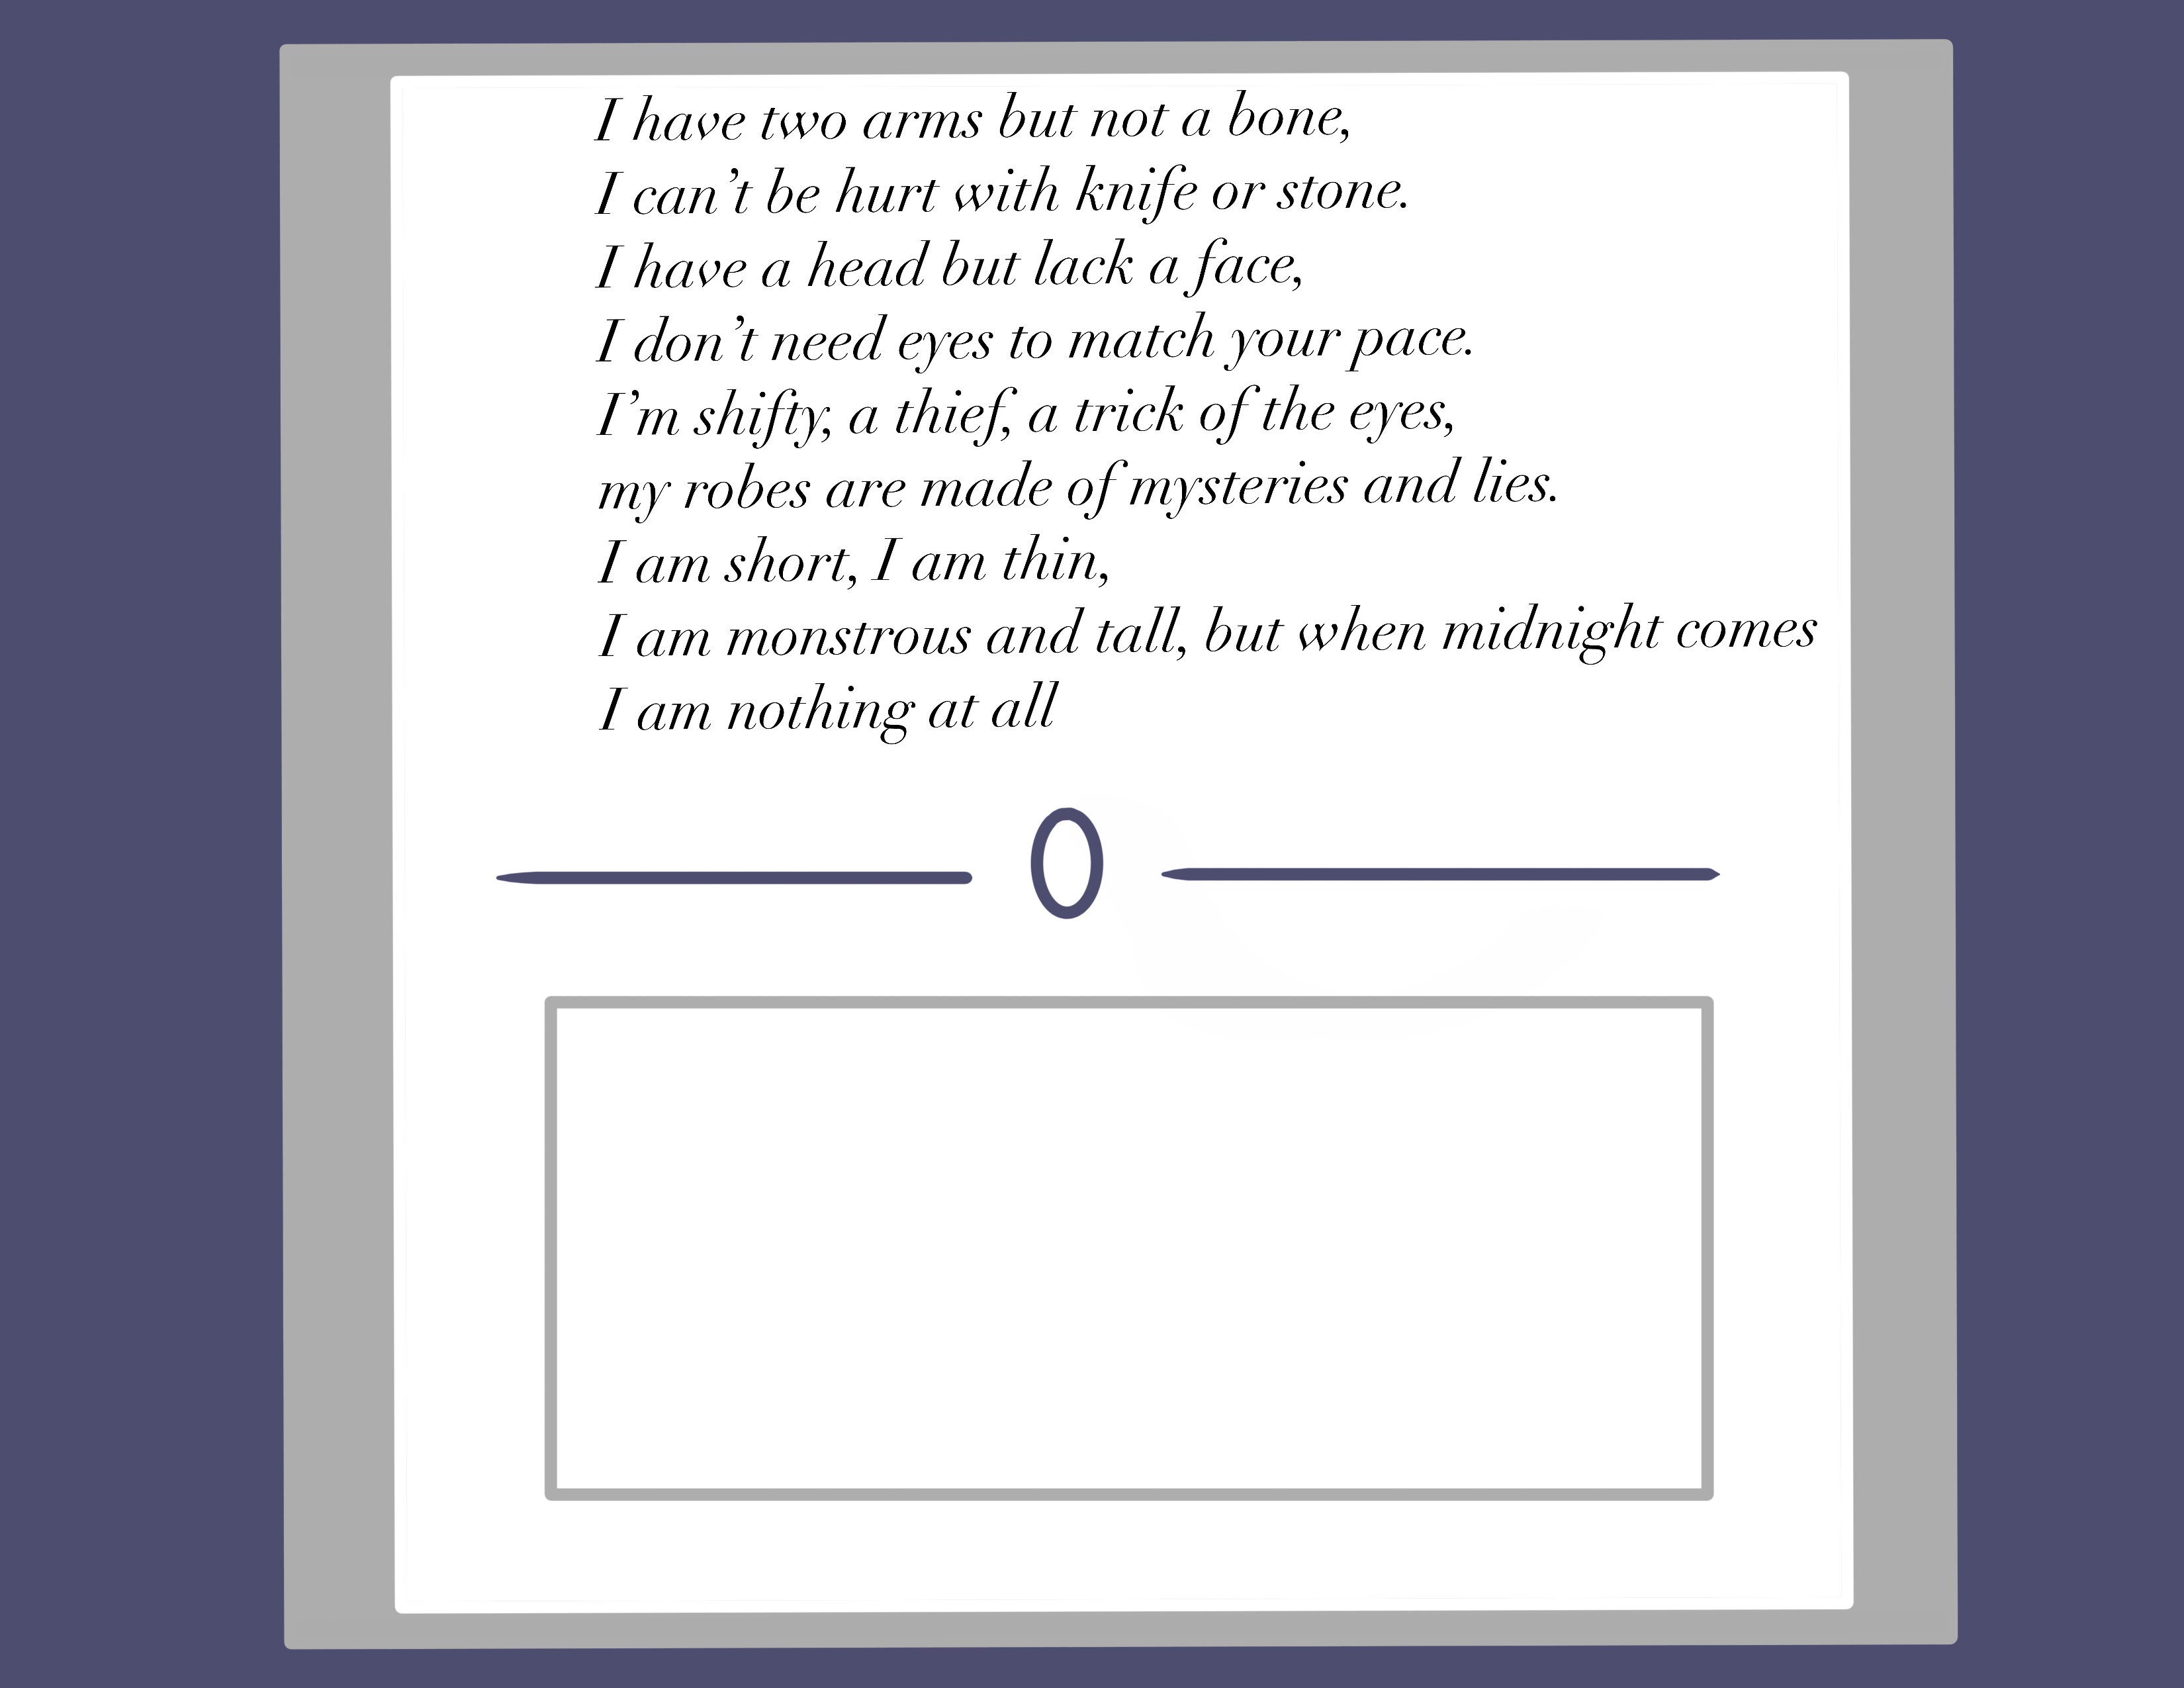 I have two arms but not a bone,
I can’t be hurt with knife or stone.
I have a head but lack a face,
I don’t need eyes to match your pace.
I’m shifty, a thief, a trick of the eyes,
my robes are made of mysteries and lies.
I am short, I am thin,
I am monstrous and tall, but when midnight comes
I am nothing at all